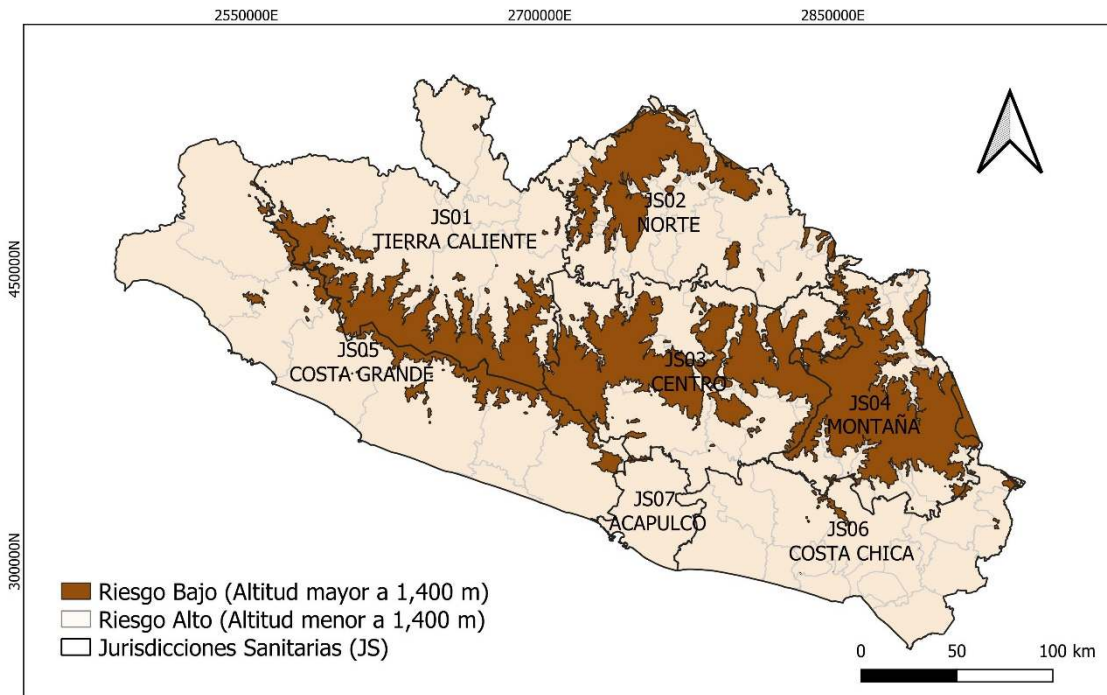 2550000E 2700000E 2850000E
450000N
300000N
JS01
TIERRA CALIENTE
JS02
NORTE
JS05
COSTA GRANDE
JS03
CENTRO
JS04
MONTAÑA
JS07
ACAPULCO
JS06
COSTA CHICA
Riesgo Bajo (Altitud mayor a 1,400 m)
Riesgo Alto (Altitud menor a 1,400 m)
Jurisdicciones Sanitarias (JS)
0 50 100 km